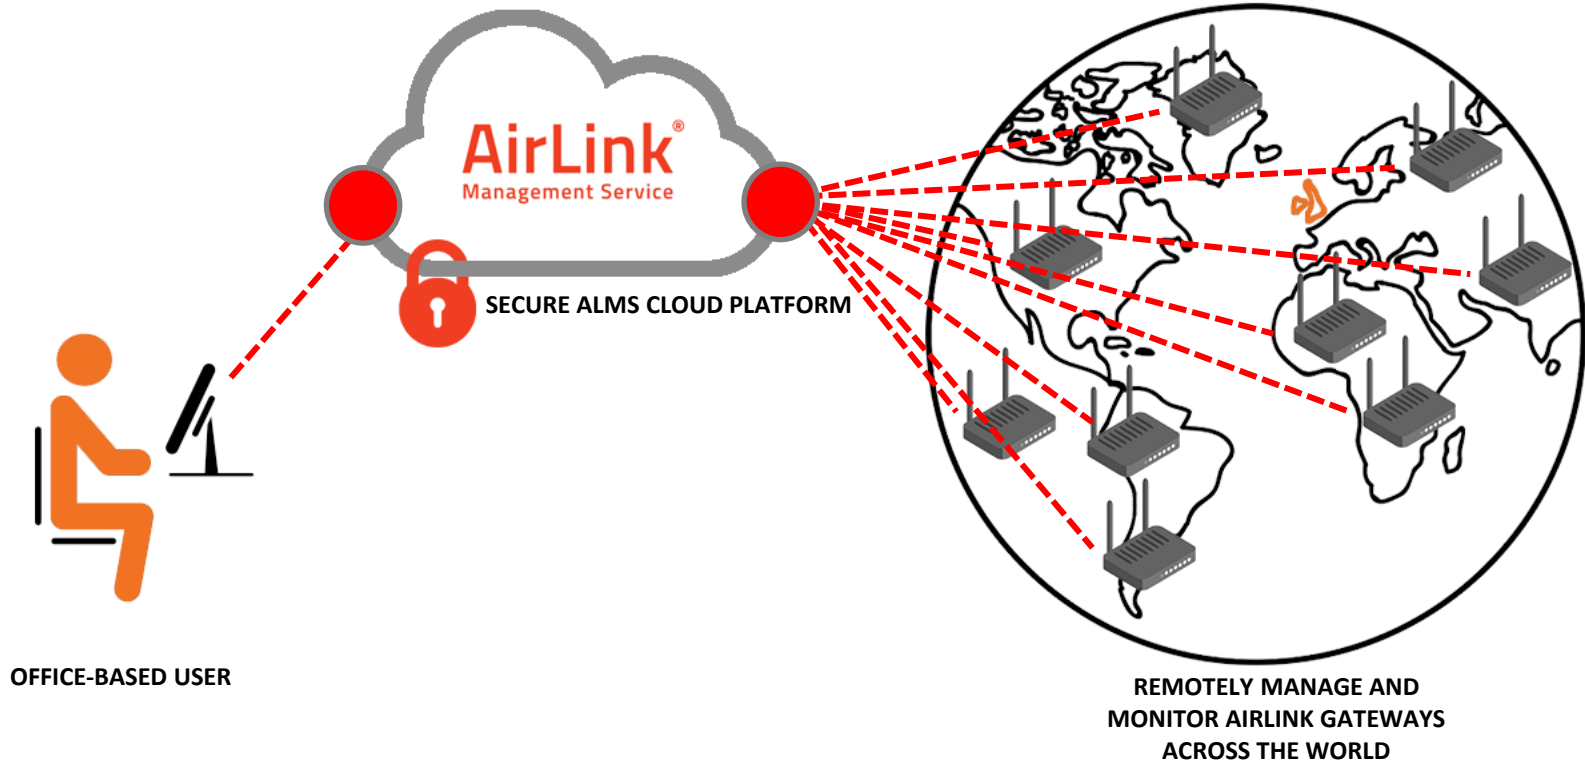 AirLink®
Management Service
SECURE ALMS CLOUD PLATFORM
OFFICE-BASED USER
REMOTELY MANAGE AND
MONITOR AIRLINK GATEWAYS
ACROSS THE WORLD